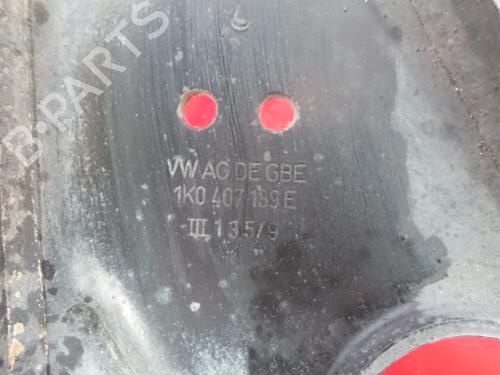 B-PARTS
VW AG DE GBE
1K0 407 189 E
III 135/9